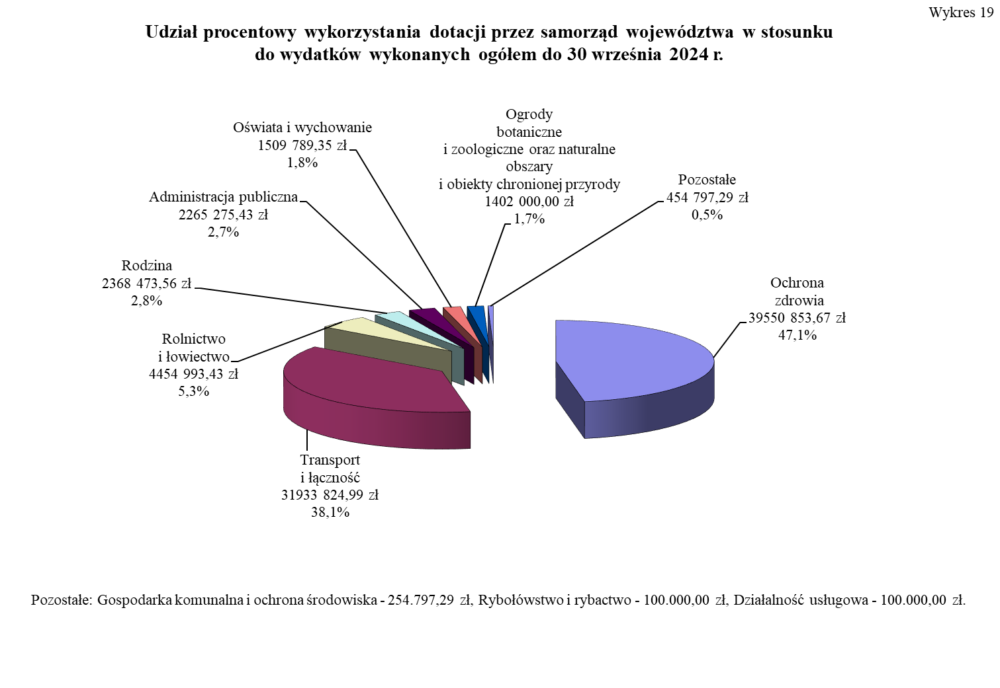 Wykres 19
Udział procentowy wykorzystania dotacji przez samorząd województwa w stosunku
do wydatków wykonanych ogółem do 30 września 2024 r.
Ogrody
botaniczne
i zoologiczne oraz naturalne
obszary
i obiekty chronionej przyrody
1402 000,00 zł
1,7%
Oświata i wychowanie
1509 789,35 zł
1,8%
Pozostałe
454 797,29 zł
0,5%
Administracja publiczna
2265 275,43 zł
2,7%
Rodzina
2368 473,56 zł
2,8%
Ochrona
zdrowia
39550 853,67 zł
47,1%
Rolnictwo
i łowiectwo
4454 993,43 zł
5,3%
Transport
i łączność
31933 824,99 zł
38,1%
Pozostałe: Gospodarka komunalna i ochrona środowiska - 254.797,29 zł, Rybołówstwo i rybactwo - 100.000,00 zł, Działalność usługowa - 100.000,00 zł.